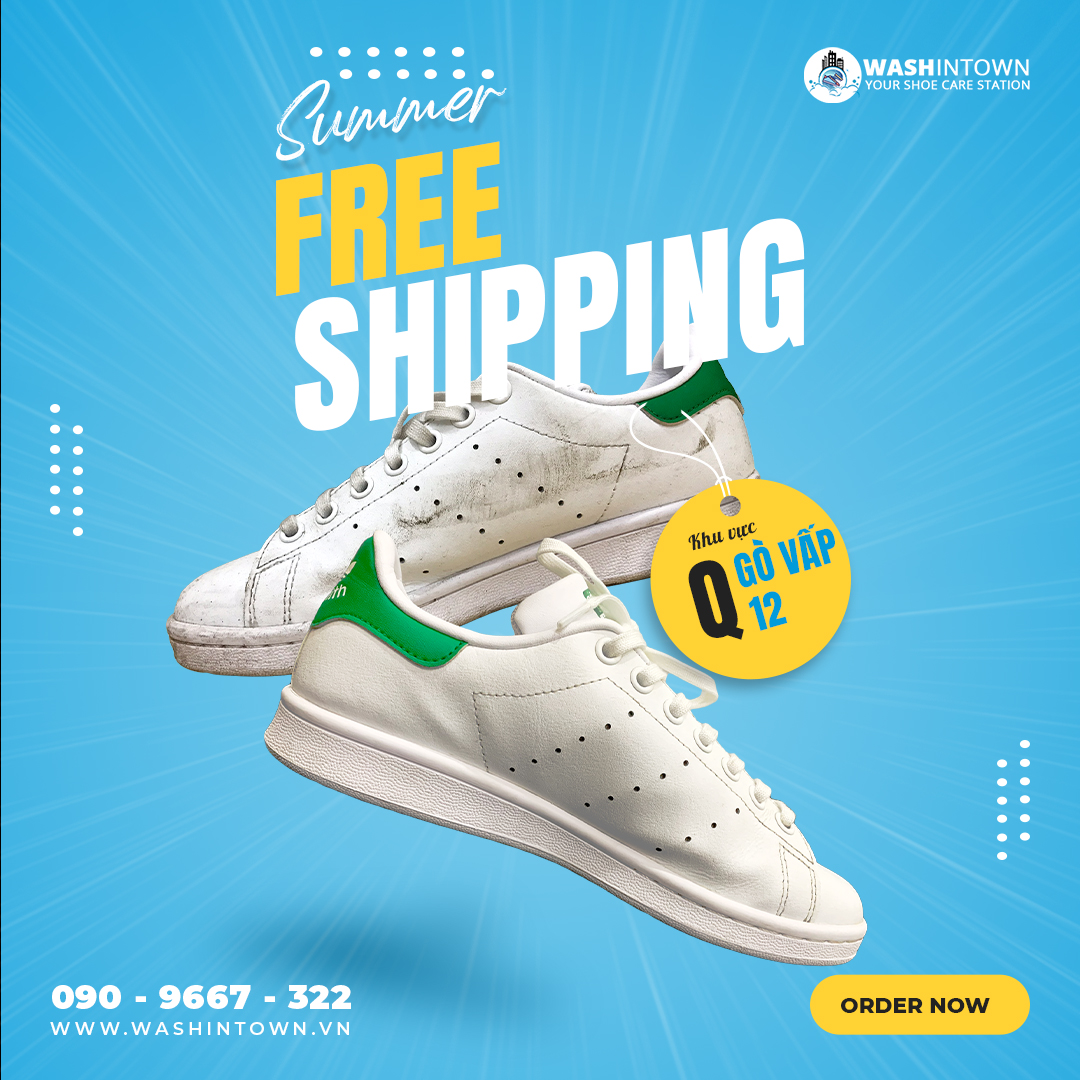 WASHINTOWN
YOUR SHOE CARE STATION
Summer
FREE
SHIPPING
Khu vực
Q GÒ VẤP
12
090 - 9667 - 322
WWW.WASHINTOWN.VN
ORDER NOW